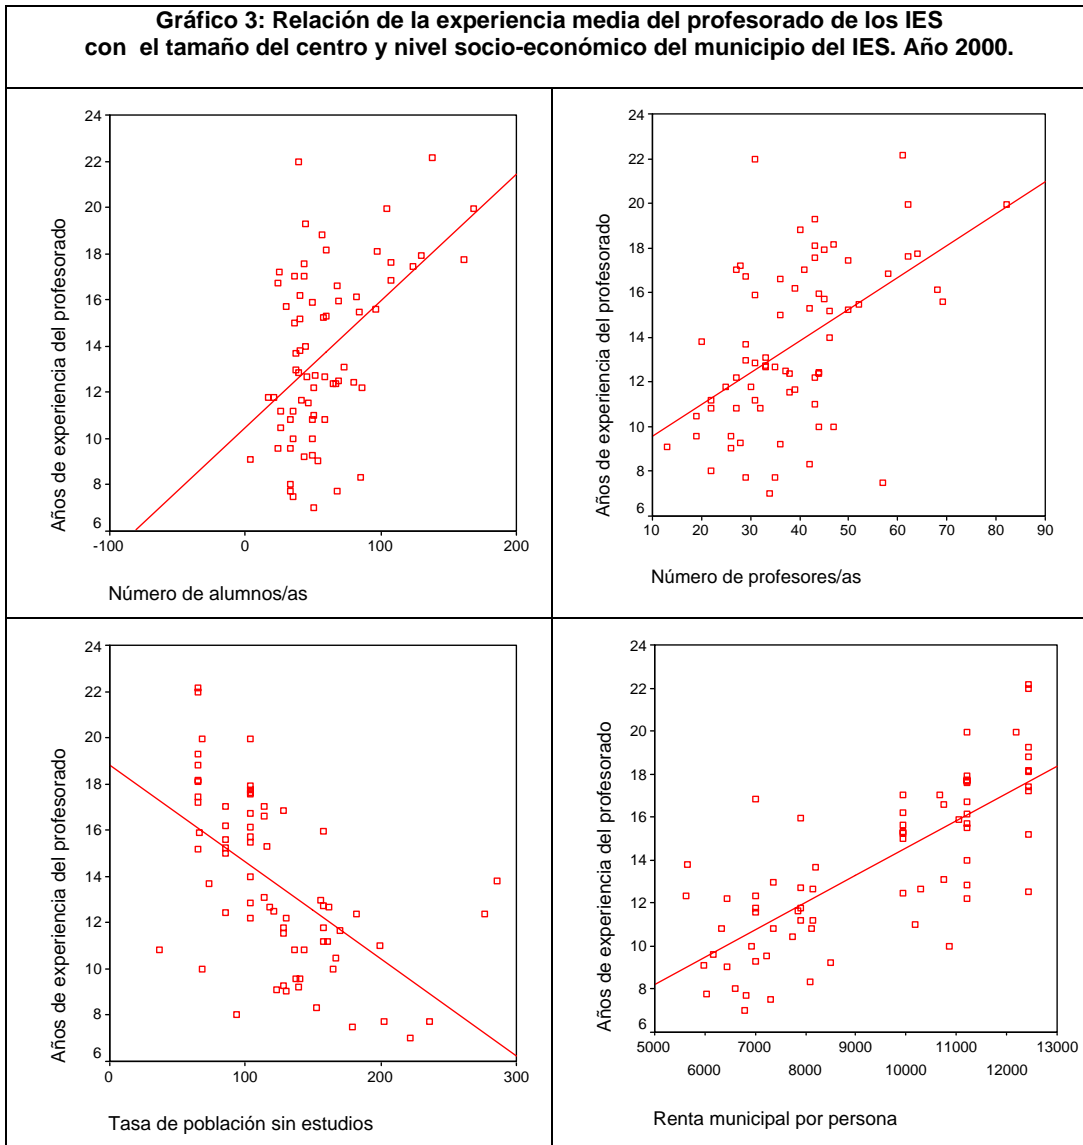 Gráfico 3: Relación de la experiencia media del profesorado de los IES
con el tamaño del centro y nivel socio-económico del municipio del IES. Año 2000.
Años de experiencia del profesorado
24
22
20
18
16
14
12
10
8
6
-100 0 100 200
Número de alumnos/as
Años de experiencia del profesorado
24
22
20
18
16
14
12
10
8
6
10 20 30 40 50 60 70 80 90
Número de profesores/as
Años de experiencia del profesorado
24
22
20
18
16
14
12
10
8
6
0 100 200 300
Tasa de población sin estudios
Años de experiencia del profesorado
24
22
20
18
16
14
12
10
8
6
5000 7000 9000 11000 13000
6000 8000 10000 12000
Renta municipal por persona